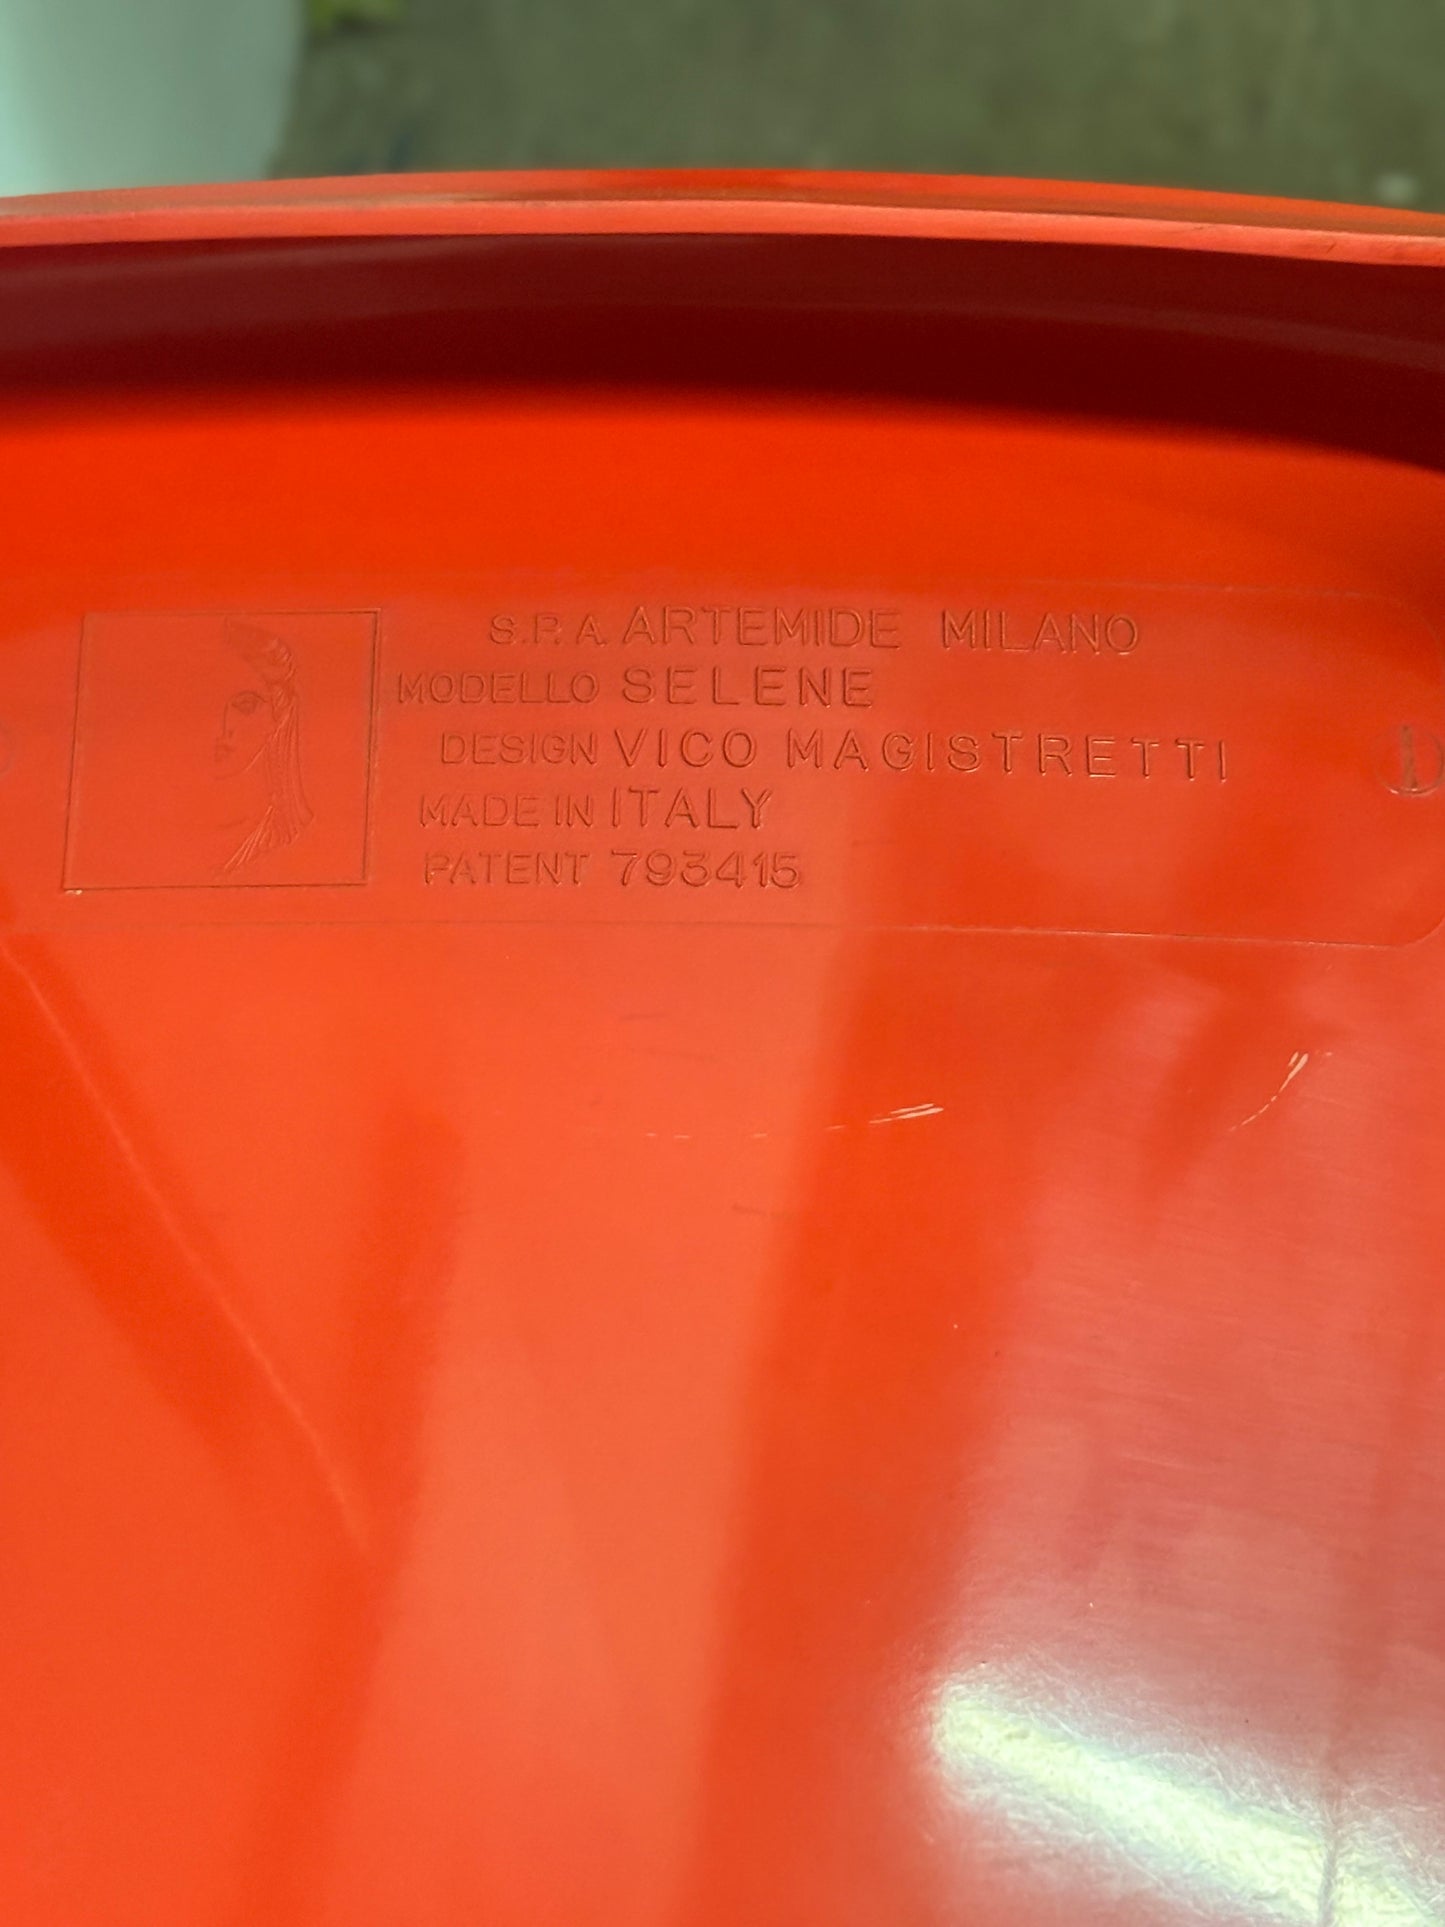 S.P.A. ARTEMIDE MILANO
MODELLO SELENE
DESIGN VICO MAGISTRETTI
MADE IN ITALY
PATENT 793415